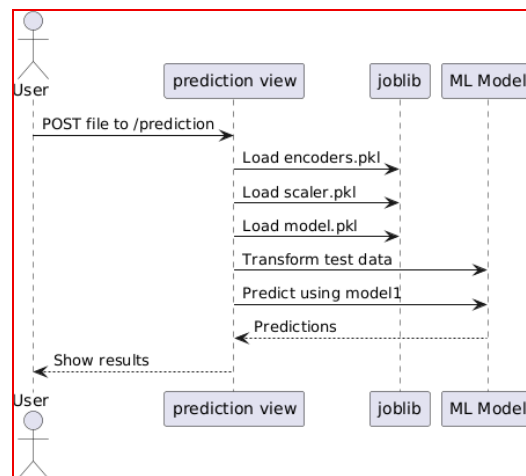 User
prediction view
joblib
ML Model
POST file to /prediction
Load encoders.pkl
Load scaler.pkl
Load model.pkl
Transform test data
Predict using model1
Predictions
Show results
User
prediction view
joblib
ML Model